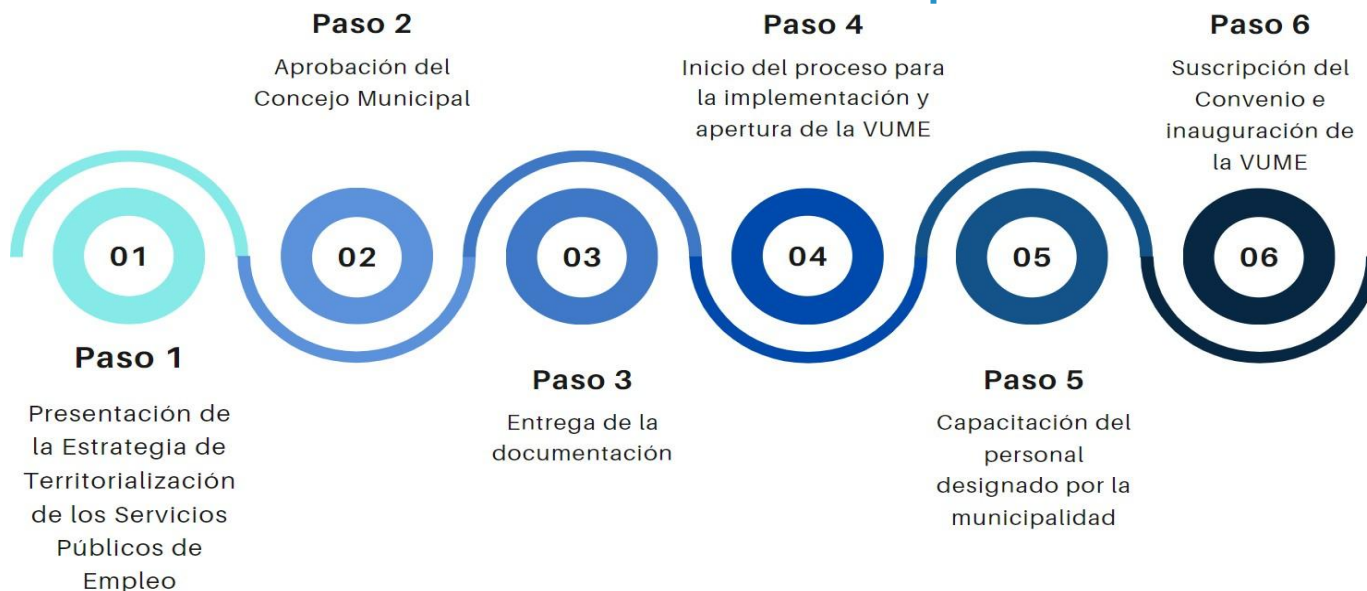 Paso 1
Presentación de
la Estrategia de
Territorialización
de los Servicios
Públicos de
Empleo
01
Paso 2
Aprobación del
Concejo Municipal
02
03
Paso 3
Entrega de la
documentación
Paso 4
Inicio del proceso para
la implementación y
apertura de la VUME
04
05
Paso 5
Capacitación del
personal
designado por la
municipalidad
Paso 6
Suscripción del
Convenio e
inauguración de
la VUME
06